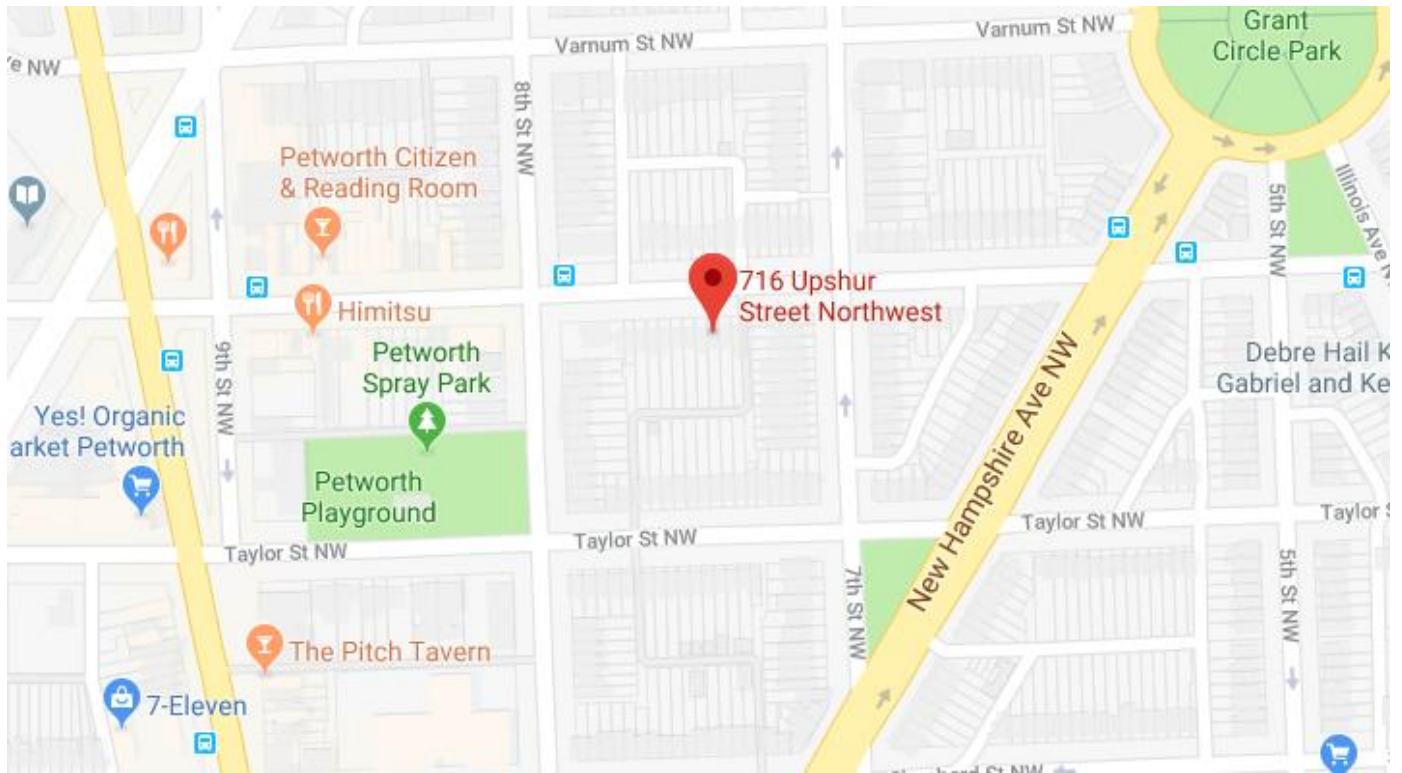 Grant
Circle Park
Varnum St NW
Varnum St NW
e NW
8th St NW
Petworth Citizen
& Reading Room
Illinois Ave N
5th St NW
716 Upshur
Street Northwest
Himitsu
9th St NW
Petworth
Spray Park
Debre Hail K
Gabriel and Ke
Yes! Organic
arket Petworth
New Hampshire Ave NW
Petworth
Playground
Taylor St NW
Taylor St NW
Taylor St NW
Taylor S
7th St NW
5th St NW
The Pitch Tavern
7-Eleven